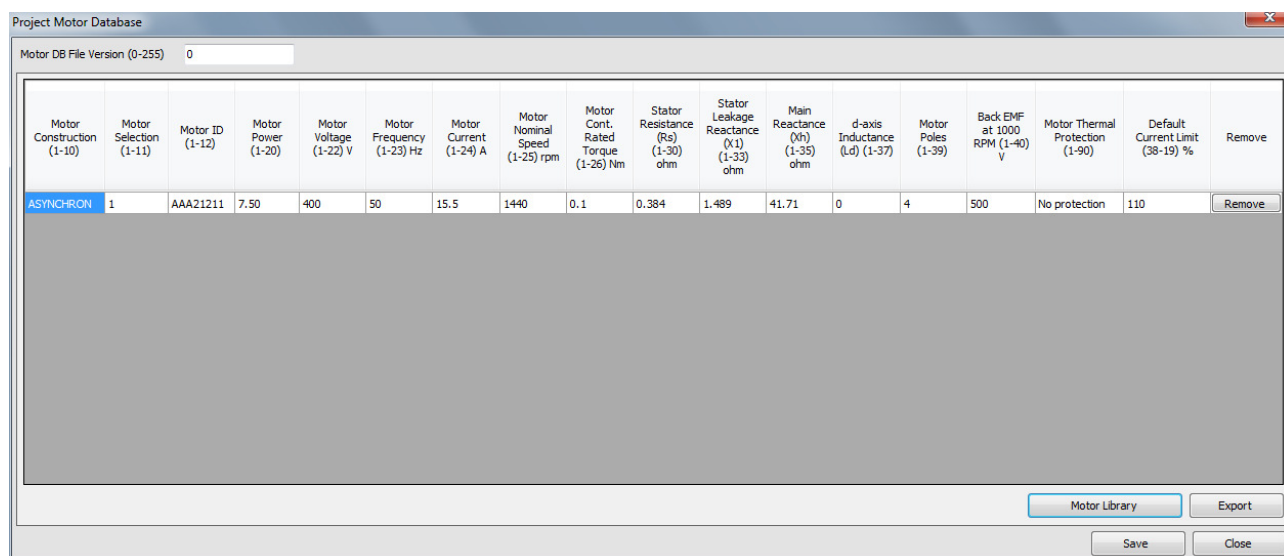 Project Motor Database
x
Motor DB File Version (0-255) 0
Motor Construction (1-10) Motor Selection (1-11) Motor ID (1-12) Motor Power (1-20) Motor Voltage (1-22) V Motor Frequency (1-23) Hz Motor Current (1-24) A Motor Nominal Speed (1-25) rpm Motor Cont. Rated Torque (1-26) Nm Stator Resistance (Rs) (1-30) ohm Stator Leakage Reactance (X1) (1-33) ohm Main Reactance (Xh) (1-35) ohm d-axis Inductance (Ld) (1-37) Motor Poles (1-39) Back EMF at 1000 RPM (1-40) V Motor Thermal Protection (1-90) Default Current Limit (38-19) % Remove
ASYNCHRON 1 AAA21211 7.50 400 50 15.5 1440 0.1 0.384 1.489 41.71 0 4 500 No protection 110 Remove
Motor Library Export
Save Close